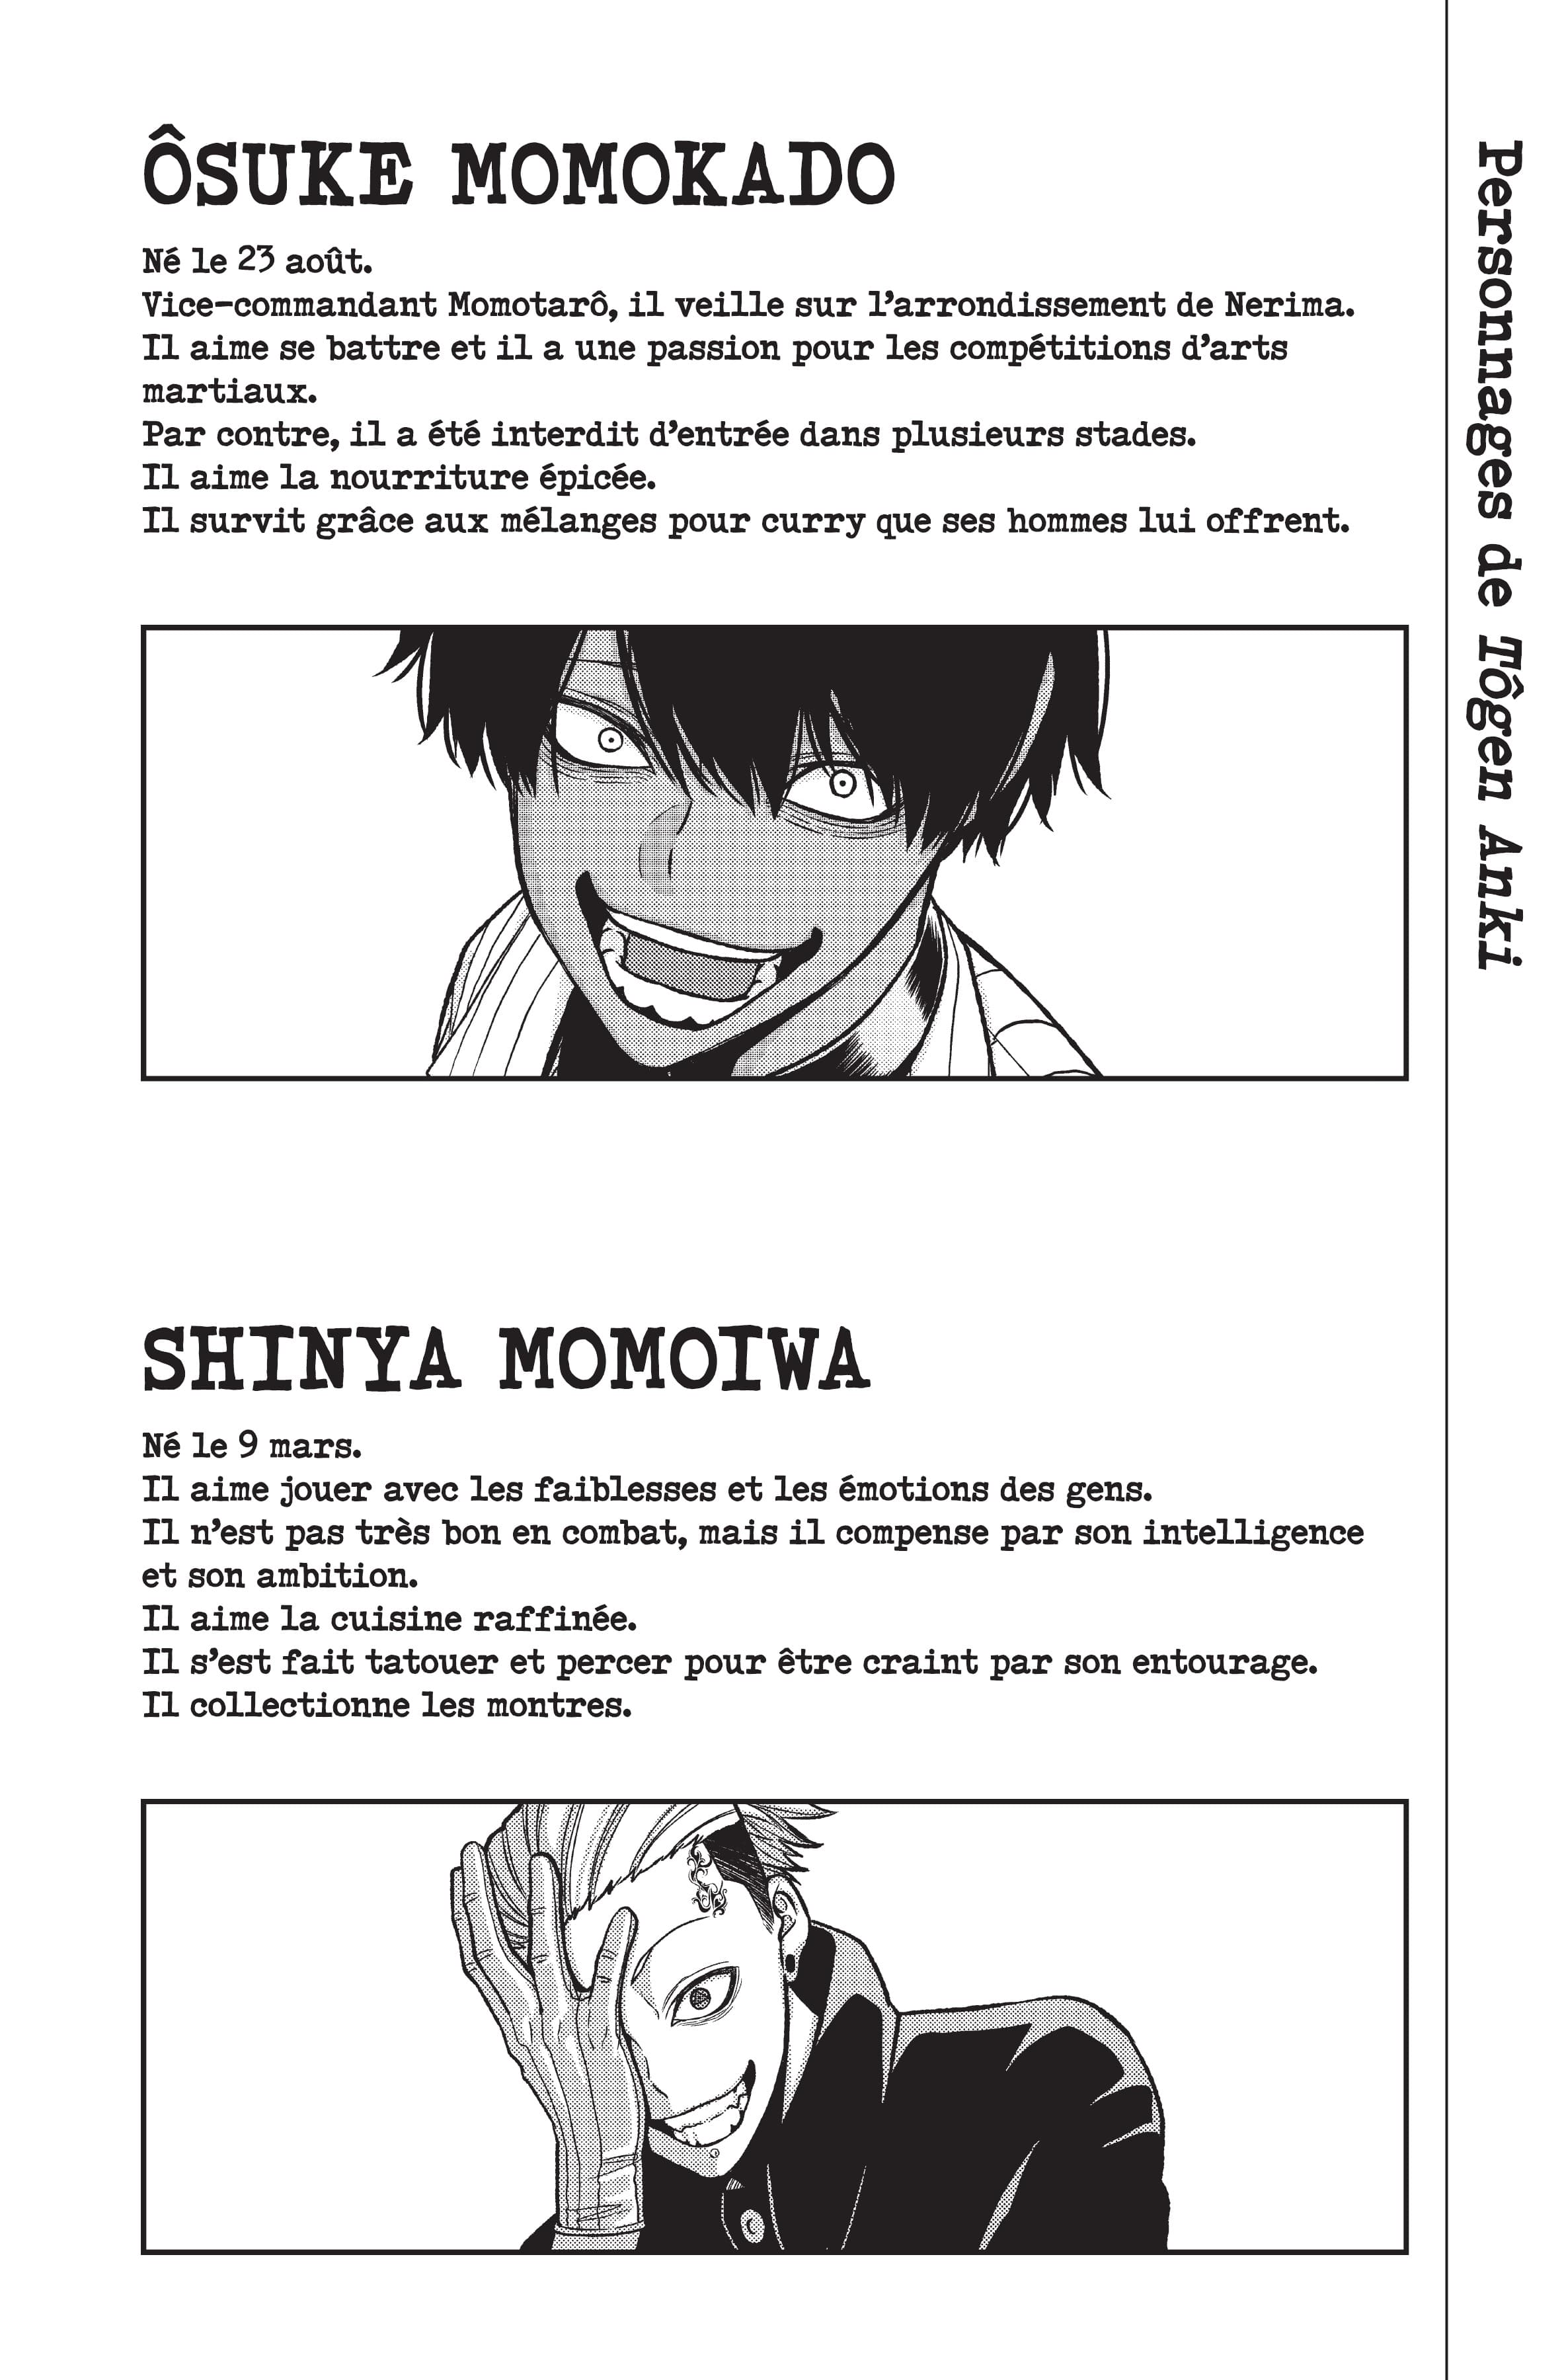 ÔSUKE MOMOKADO
Né le 23 août.
Vice-commandant Momotarô, il veille sur l’arrondissement de Nerima.
Il aime se battre et il a une passion pour les compétitions d’arts
martiaux.
Par contre, il a été interdit d’entrée dans plusieurs stades.
Il aime la nourriture épicée.
Il survit grâce aux mélanges pour curry que ses hommes lui offrent.
SHINYA MOMOIWA
Né le 9 mars.
Il aime jouer avec les faiblesses et les émotions des gens.
Il n’est pas très bon en combat, mais il compense par son intelligence
et son ambition.
Il aime la cuisine raffinée.
Il s’est fait tatouer et percer pour être craint par son entourage.
Il collectionne les montres.
Personnages de Tôgen Anki